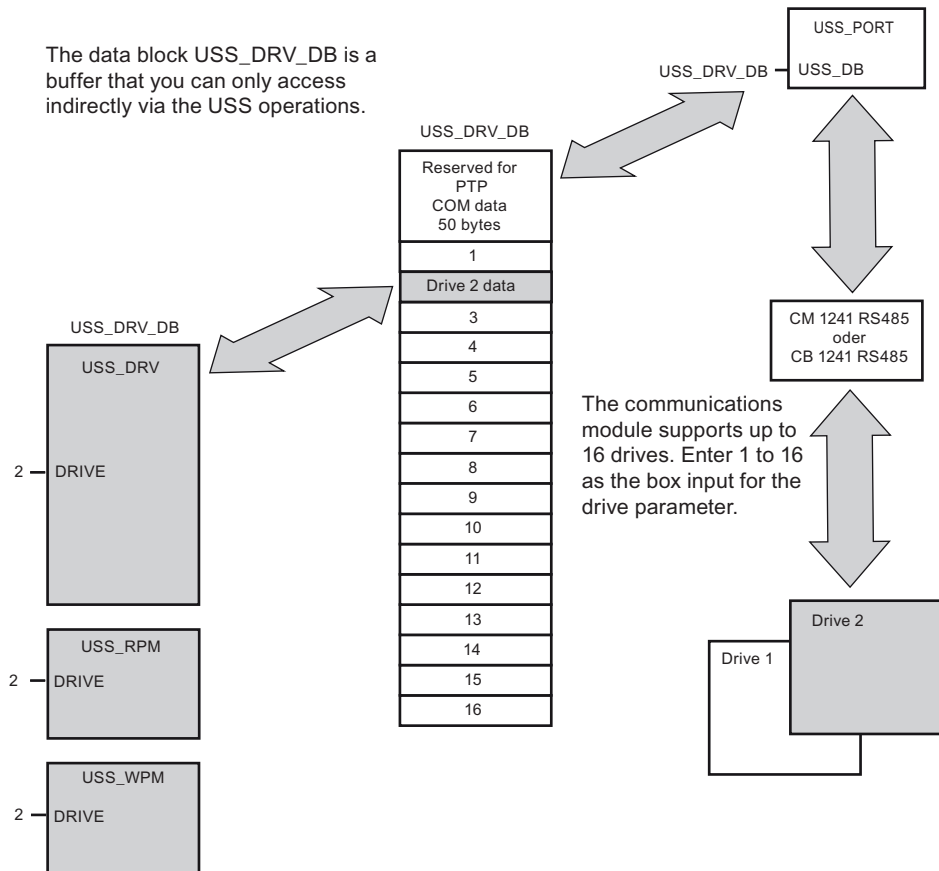 The data block USS_DRV_DB is a
buffer that you can only access
indirectly via the USS operations.
USS_PORT
USS_DRV_DB
USS_DB
USS_DRV_DB
Reserved for
PTP
COM data
50 bytes
1
Drive 2 data
3
4
5
6
7
8
9
10
11
12
13
14
15
16
USS_DRV_DB
USS_DRV
2
DRIVE
USS_RPM
2
DRIVE
USS_WPM
2
DRIVE
CM 1241 RS485
oder
CB 1241 RS485
The communications
module supports up to
16 drives. Enter 1 to 16
as the box input for the
drive parameter.
Drive 2
Drive 1